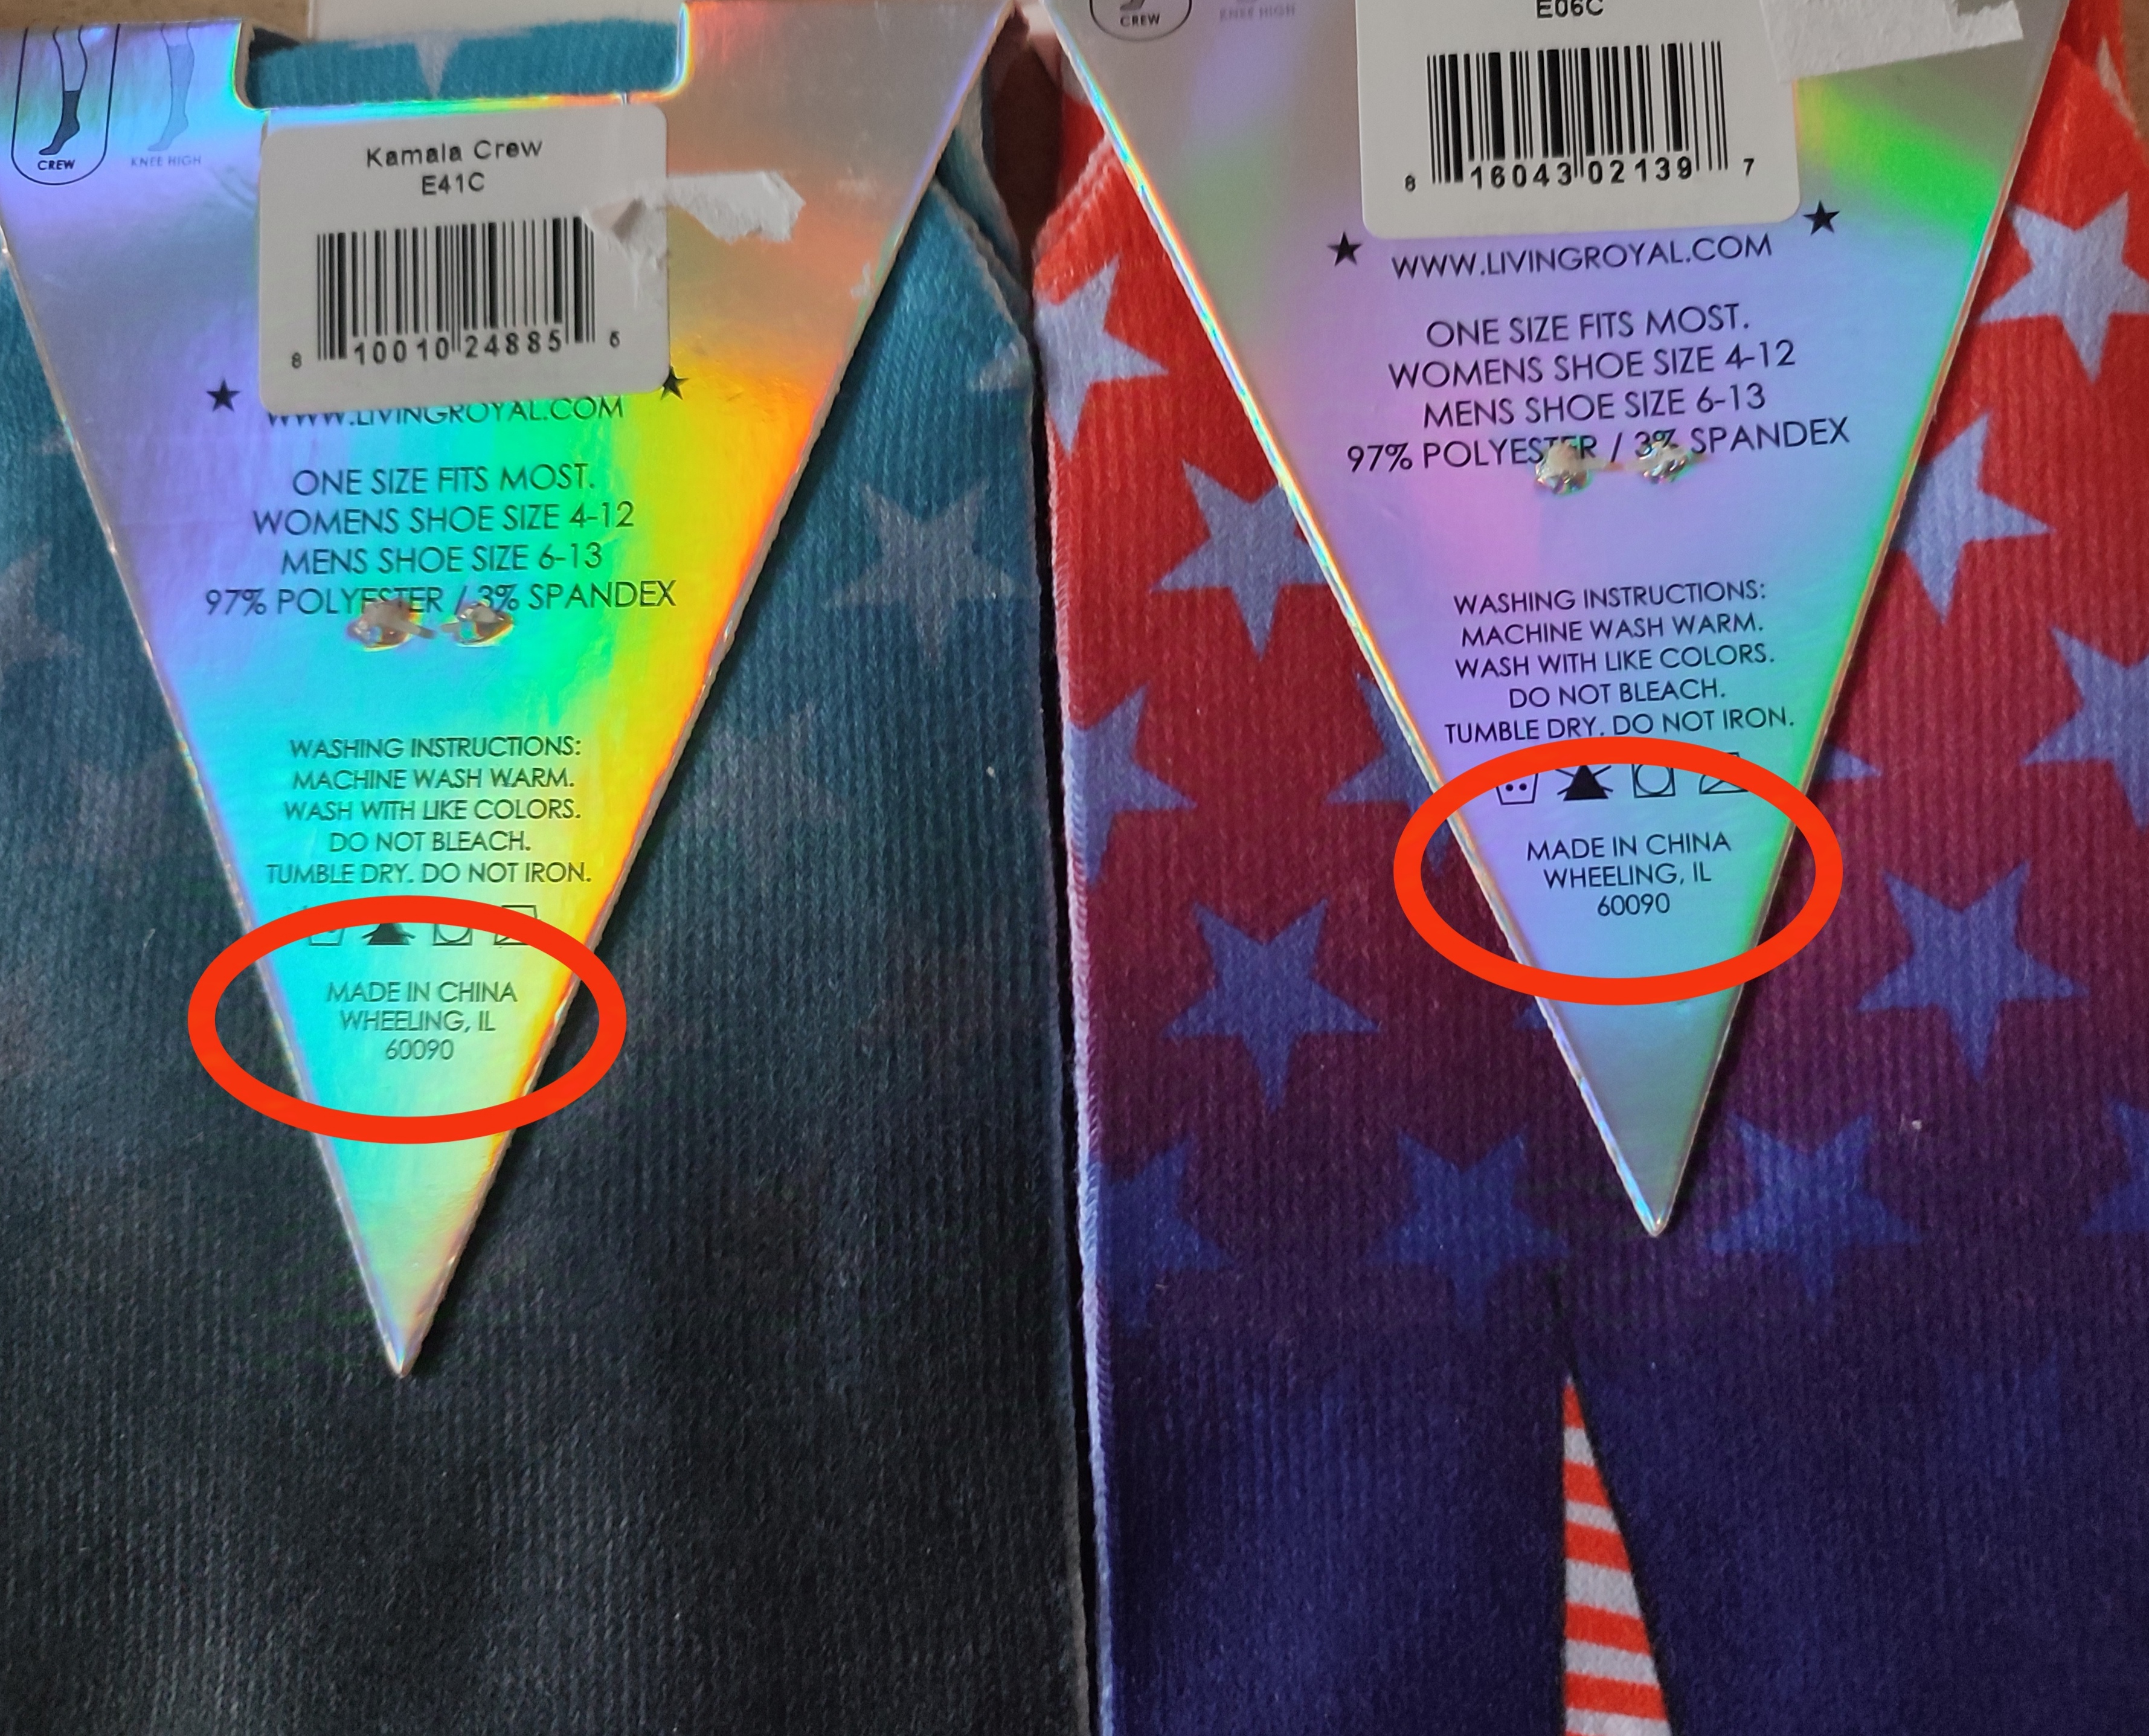 CREW
KNEE HIGH
Kamala Crew
E41C
8 10010 24885 6
WWW.LIVINGROYAL.COM
ONE SIZE FITS MOST.
WOMENS SHOE SIZE 4-12
MENS SHOE SIZE 6-13
97% POLYESTER / 3% SPANDEX
WASHING INSTRUCTIONS:
MACHINE WASH WARM.
WASH WITH LIKE COLORS.
DO NOT BLEACH.
TUMBLE DRY. DO NOT IRON.
MADE IN CHINA
WHEELING, IL
60090
CREW
KNEE HIGH
E06C
8 16043 02139 7
WWW.LIVINGROYAL.COM
ONE SIZE FITS MOST.
WOMENS SHOE SIZE 4-12
MENS SHOE SIZE 6-13
97% POLYESTER / 3% SPANDEX
WASHING INSTRUCTIONS:
MACHINE WASH WARM.
WASH WITH LIKE COLORS.
DO NOT BLEACH.
TUMBLE DRY. DO NOT IRON.
MADE IN CHINA
WHEELING, IL
60090